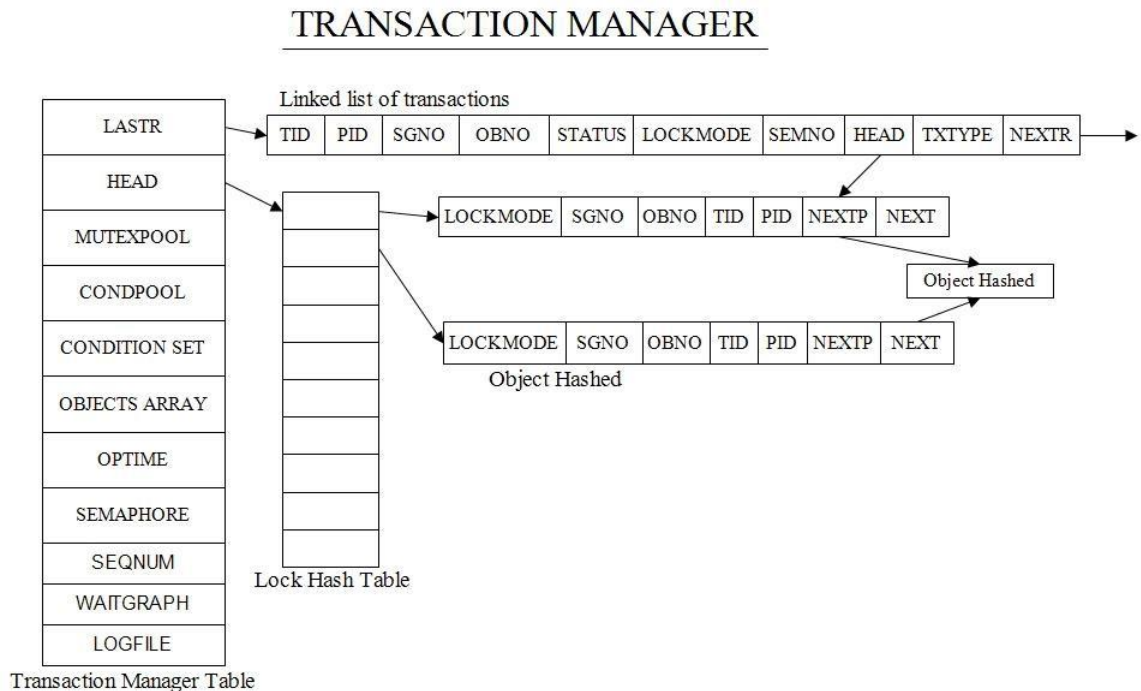 TRANSACTION MANAGER
Linked list of transactions
LASTR
TID PID SGNO OBNO STATUS LOCKMODE SEMNO HEAD TXTYPE NEXTR
HEAD
LOCKMODE SGNO OBNO TID PID NEXTP NEXT
MUTEXPOOL
Object Hashed
CONDPOOL
CONDITION SET
LOCKMODE SGNO OBNO TID PID NEXTP NEXT
Object Hashed
OBJECTS ARRAY
OPTIME
SEMAPHORE
SEQNUM
Lock Hash Table
WAITGRAPH
LOGFILE
Transaction Manager Table